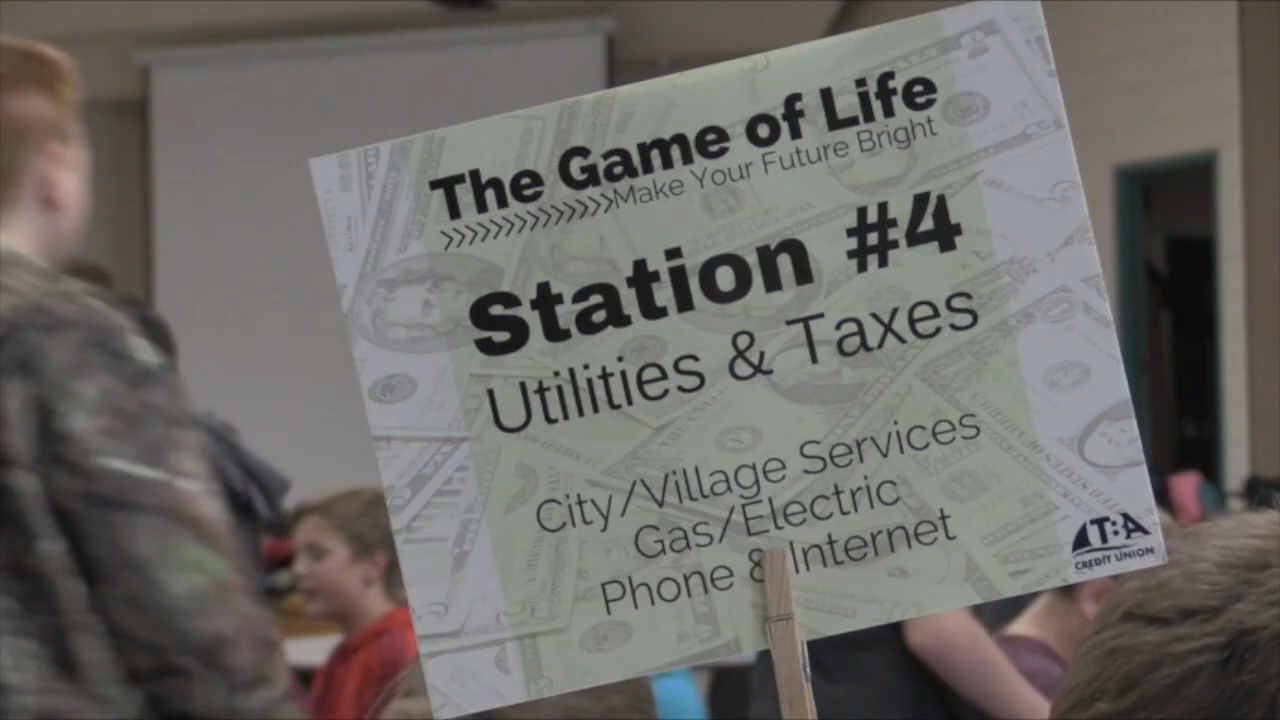 The Game of Life
>>>>>>>>>>>>>Make Your Future Bright
Station #4
Utilities & Taxes
City/Village Services
Gas/Electric
Phone & Internet
TBA
CREDIT UNION